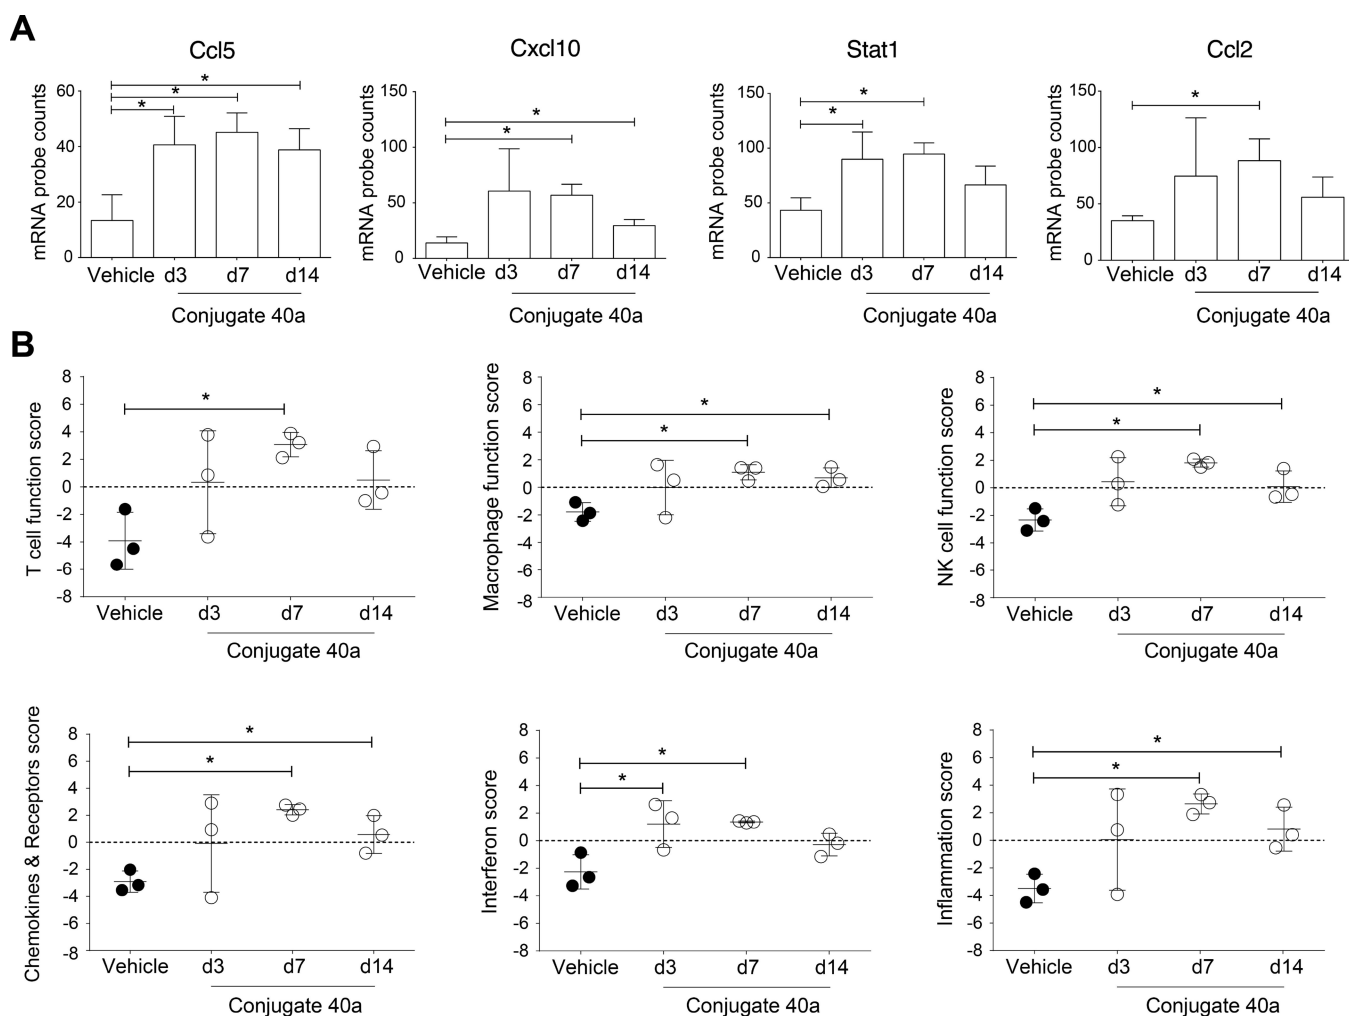 A
Ccl5
Cxcl10
Stat1
Ccl2
mRNA probe counts
60
40
20
0
* * *
Vehicle d3 d7 d14
Conjugate 40a
mRNA probe counts
150
100
50
0
* *
Vehicle d3 d7 d14
Conjugate 40a
mRNA probe counts
150
100
50
0
* *
Vehicle d3 d7 d14
Conjugate 40a
mRNA probe counts
150
100
50
0
*
Vehicle d3 d7 d14
Conjugate 40a
B
T cell function score
8
6
4
2
0
-2
-4
-6
-8
*
Vehicle d3 d7 d14
Conjugate 40a
Macrophage function score
8
6
4
2
0
-2
-4
-6
-8
* *
Vehicle d3 d7 d14
Conjugate 40a
NK cell function score
8
6
4
2
0
-2
-4
-6
-8
* *
Vehicle d3 d7 d14
Conjugate 40a
Chemokines & Receptors score
8
6
4
2
0
-2
-4
-6
-8
* *
Vehicle d3 d7 d14
Conjugate 40a
Interferon score
8
6
4
2
0
-2
-4
-6
-8
* *
Vehicle d3 d7 d14
Conjugate 40a
Inflammation score
8
6
4
2
0
-2
-4
-6
-8
* *
Vehicle d3 d7 d14
Conjugate 40a